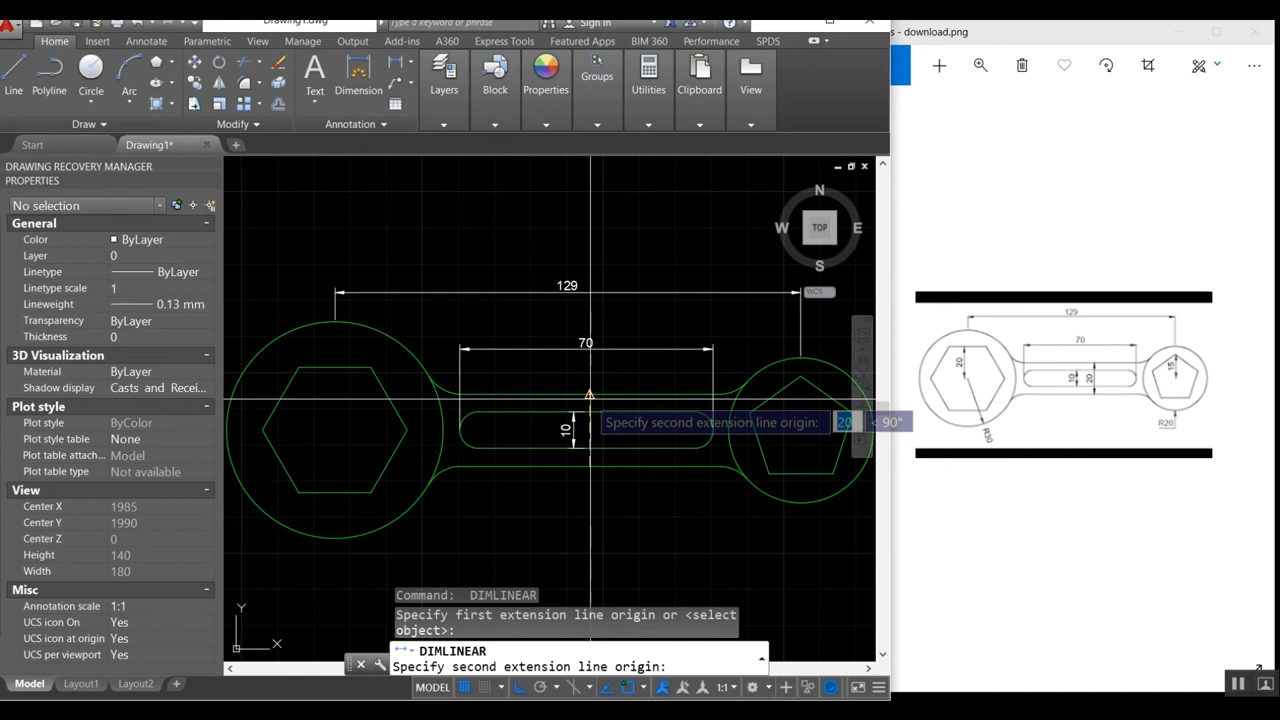 Drawing1.dwg
Type a keyword or phrase
Sign In
s - download.png
Home Insert Annotate Parametric View Manage Output Add-ins A360 Express Tools Featured Apps BIM 360 Performance SPDS
Line Polyline Circle Arc Text Dimension Layers Block Properties Groups Utilities Clipboard View
Draw Modify Annotation
Start Drawing1*
DRAWING RECOVERY MANAGER
PROPERTIES
No selection
General
Color ByLayer
Layer 0
Linetype ByLayer
Linetype scale 1
Lineweight 0.13 mm
Transparency ByLayer
Thickness 0
3D Visualization
Material ByLayer
Shadow display Casts and Recei...
Plot style
Plot style ByColor
Plot style table None
Plot table attac... Model
Plot table type Not available
View
Center X 1985
Center Y 1990
Center Z 0
Height 140
Width 180
Misc
Annotation scale 1:1
UCS icon On Yes
UCS icon at origin Yes
UCS per viewport Yes
N
W TOP E
S
WCS
129
70
10
Specify second extension line origin: 20 < 90°
Y
X
Command: DIMLINEAR
Specify first extension line origin or <select
object>:
DIMLINEAR
Specify second extension line origin:
Model Layout1 Layout2
MODEL 1:1
129
70
20
10
20
15
R30
R20